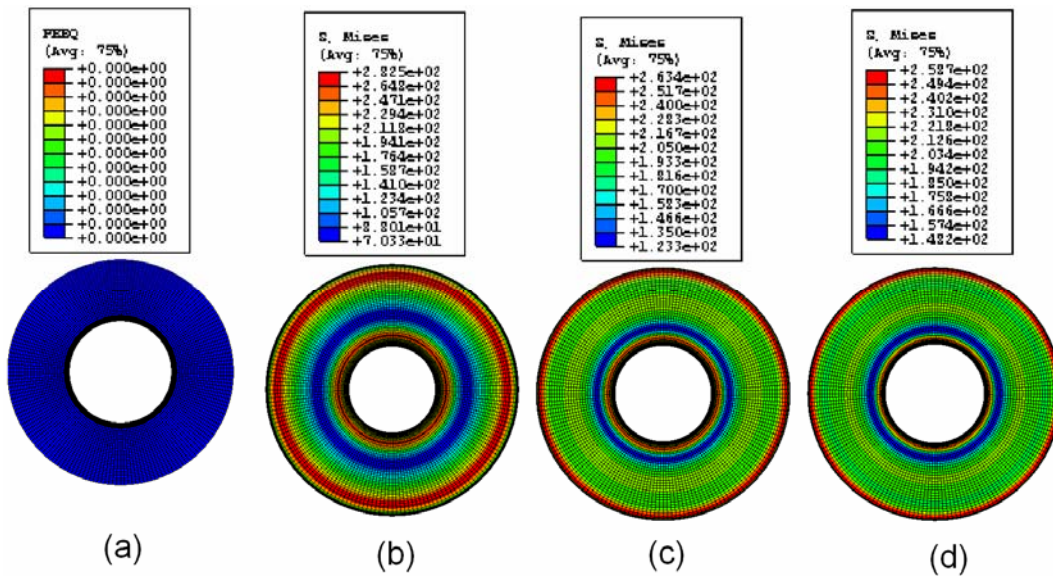 PEEQ
(Avg: 75%)
+0.000e+00
+0.000e+00
+0.000e+00
+0.000e+00
+0.000e+00
+0.000e+00
+0.000e+00
+0.000e+00
+0.000e+00
+0.000e+00
+0.000e+00
+0.000e+00
+0.000e+00
S, Mises
(Avg: 75%)
+2.825e+02
+2.648e+02
+2.471e+02
+2.294e+02
+2.118e+02
+1.941e+02
+1.764e+02
+1.587e+02
+1.410e+02
+1.234e+02
+1.057e+02
+8.801e+01
+7.033e+01
S, Mises
(Avg: 75%)
+2.634e+02
+2.517e+02
+2.400e+02
+2.283e+02
+2.167e+02
+2.050e+02
+1.933e+02
+1.816e+02
+1.700e+02
+1.583e+02
+1.466e+02
+1.350e+02
+1.233e+02
S, Mises
(Avg: 75%)
+2.587e+02
+2.494e+02
+2.402e+02
+2.310e+02
+2.218e+02
+2.126e+02
+2.034e+02
+1.942e+02
+1.850e+02
+1.758e+02
+1.666e+02
+1.574e+02
+1.482e+02
(a)
(b)
(c)
(d)